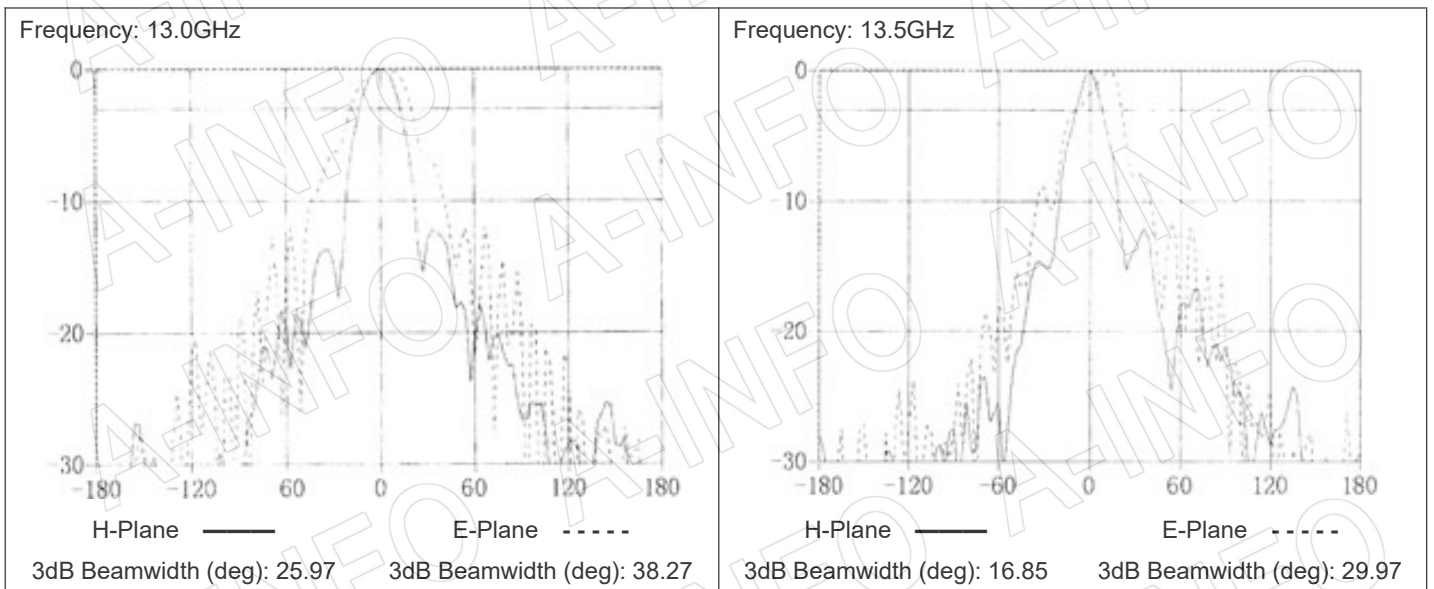 Frequency: 13.0GHz
0
-10
-20
-30
-180 -120 60 0 60 120 180
H-Plane E-Plane
3dB Beamwidth (deg): 25.97 3dB Beamwidth (deg): 38.27
Frequency: 13.5GHz
0
-10
-20
-30
-180 -120 -60 0 60 120 180
H-Plane E-Plane
3dB Beamwidth (deg): 16.85 3dB Beamwidth (deg): 29.97
A-INFO